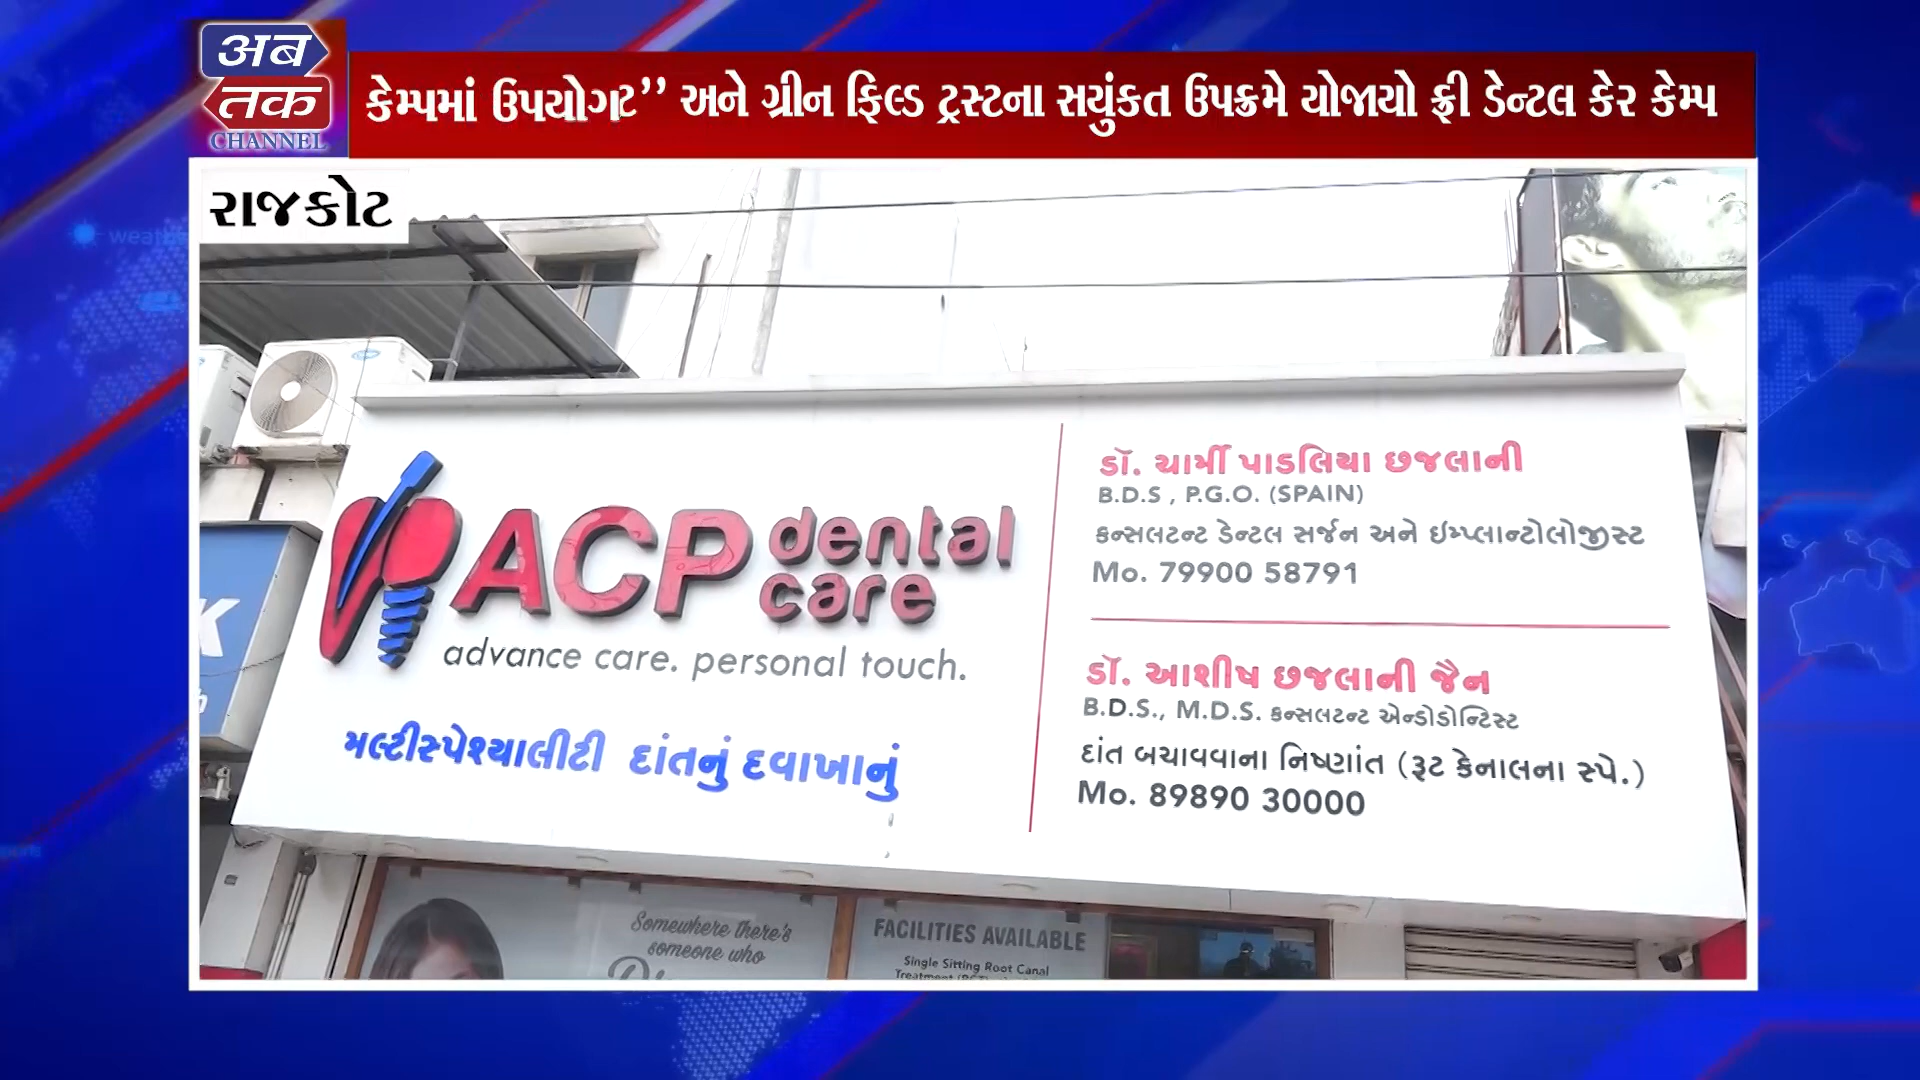 अब
तक
CHANNEL
કેમ્પમાં ઉપયોગટ’’ અને ગ્રીન ફિલ્ડ ટ્રસ્ટના સયુંકત ઉપક્રમે યોજાયો ફ્રી ડેન્ટલ કેર કેમ્પ
રાજકોટ
ACP dental care
advance care. personal touch.
મલ્ટીસ્પેશ્યાલીટી દાંતનું દવાખાનું
ડૉ. ચાર્મી પાડલિયા છજલાની
B.D.S , P.G.O. (SPAIN)
કન્સલટન્ટ ડેન્ટલ સર્જન અને ઇમ્પ્લાન્ટોલોજીસ્ટ
Mo. 79900 58791
ડૉ. આશીષ છજલાની જૈન
B.D.S., M.D.S. કન્સલટન્ટ એન્ડોડોન્ટિસ્ટ
દાંત બચાવવાના નિષ્ણાંત (રૂટ કેનાલના સ્પે.)
Mo. 89890 30000
Somewhere there's
someone who
FACILITIES AVAILABLE
Single Sitting Root Canal
Treatment